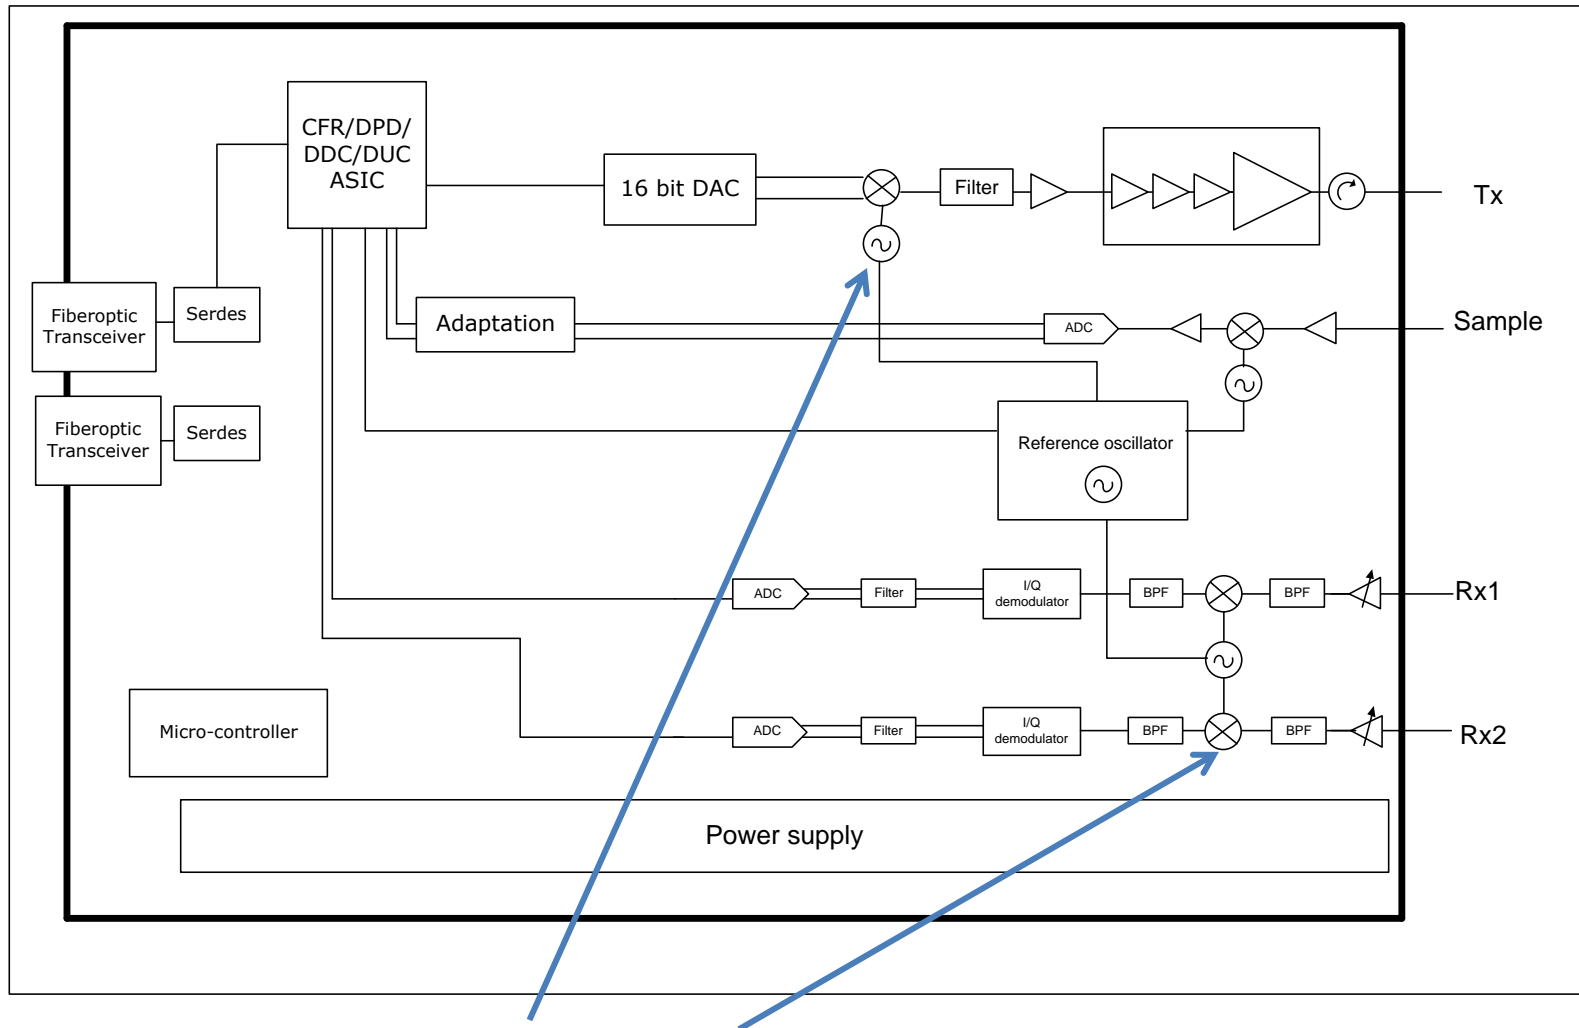 CFR/DPD/
DDC/DUC
ASIC
16 bit DAC
Filter
Tx
Fiberoptic
Transceiver
Serdes
Adaptation
ADC
Sample
Fiberoptic
Transceiver
Serdes
Reference oscillator
ADC
Filter
I/Q
demodulator
BPF
BPF
Rx1
Micro-controller
ADC
Filter
I/Q
demodulator
BPF
BPF
Rx2
Power supply